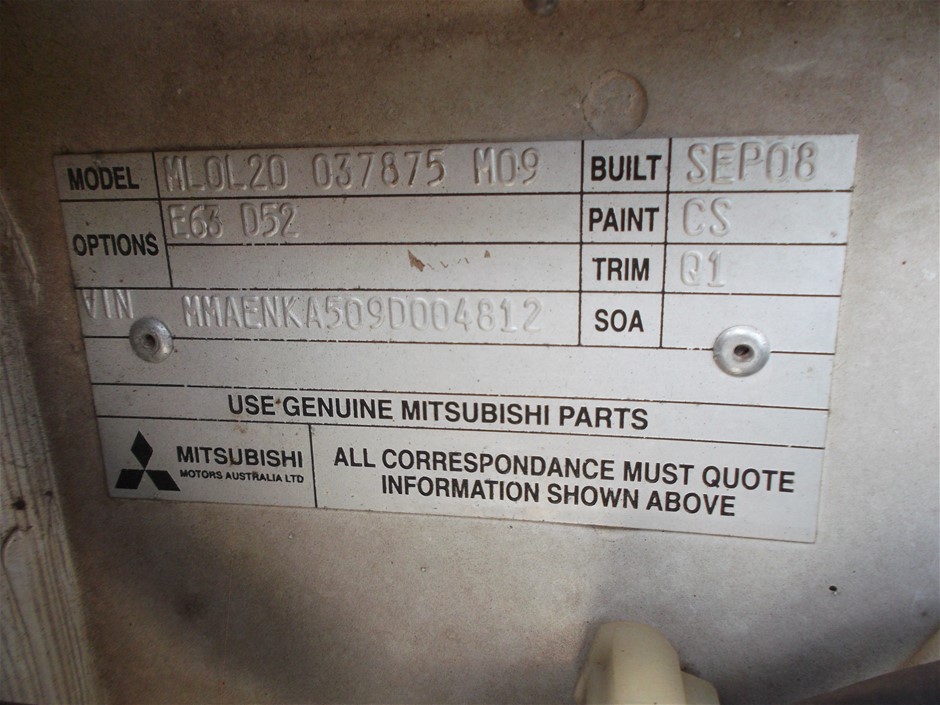 MODEL ML0L20 037875 M09 BUILT SEP08
OPTIONS E63 D52 PAINT CS
TRIM Q1
VIN MMAENKA509D004812 SOA
USE GENUINE MITSUBISHI PARTS
MITSUBISHI
MOTORS AUSTRALIA LTD
ALL CORRESPONDANCE MUST QUOTE
INFORMATION SHOWN ABOVE